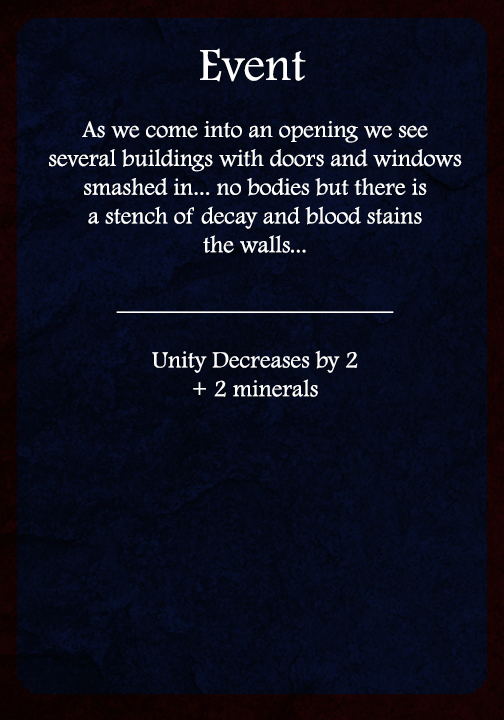 Event
As we come into an opening we see
several buildings with doors and windows
smashed in... no bodies but there is
a stench of decay and blood stains
the walls...
Unity Decreases by 2
+ 2 minerals